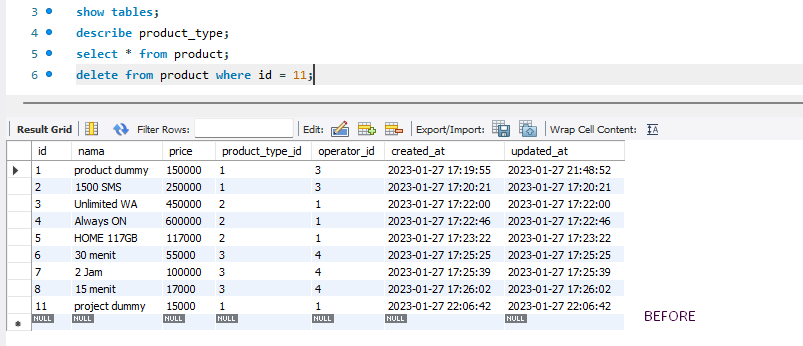 3 show tables;
4 describe product_type;
5 select * from product;
6 delete from product where id = 11;
Result Grid Filter Rows: Edit: Export/Import: Wrap Cell Content:
id nama price product_type_id operator_id created_at updated_at
1 product dummy 150000 1 3 2023-01-27 17:19:55 2023-01-27 21:48:52
2 1500 SMS 250000 1 3 2023-01-27 17:20:21 2023-01-27 17:20:21
3 Unlimited WA 450000 2 1 2023-01-27 17:22:00 2023-01-27 17:22:00
4 Always ON 600000 2 1 2023-01-27 17:22:46 2023-01-27 17:22:46
5 HOME 117GB 117000 2 1 2023-01-27 17:23:22 2023-01-27 17:23:22
6 30 menit 55000 3 4 2023-01-27 17:25:25 2023-01-27 17:25:25
7 2 Jam 100000 3 4 2023-01-27 17:25:39 2023-01-27 17:25:39
8 15 menit 17000 3 4 2023-01-27 17:26:02 2023-01-27 17:26:02
11 project dummy 15000 1 1 2023-01-27 22:06:42 2023-01-27 22:06:42
NULL NULL NULL NULL NULL NULL NULL
BEFORE